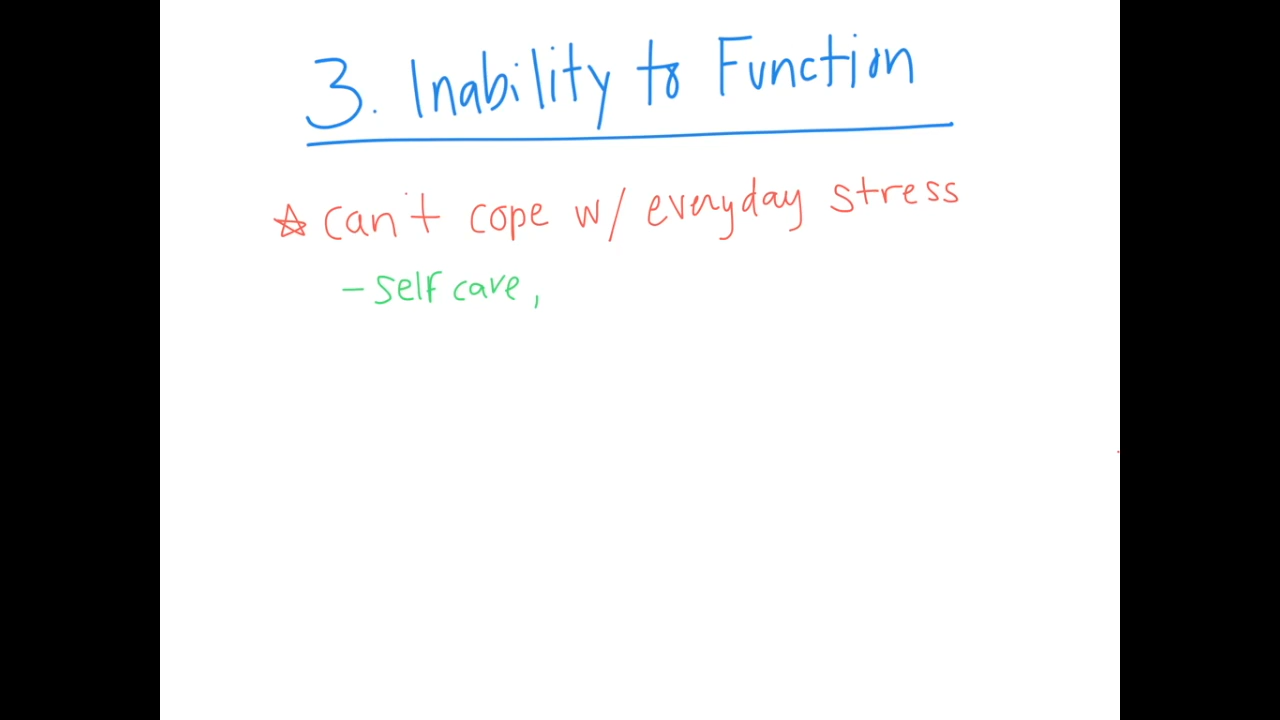 3. Inability to Function
☆ can't cope w/ everyday stress
- self care,